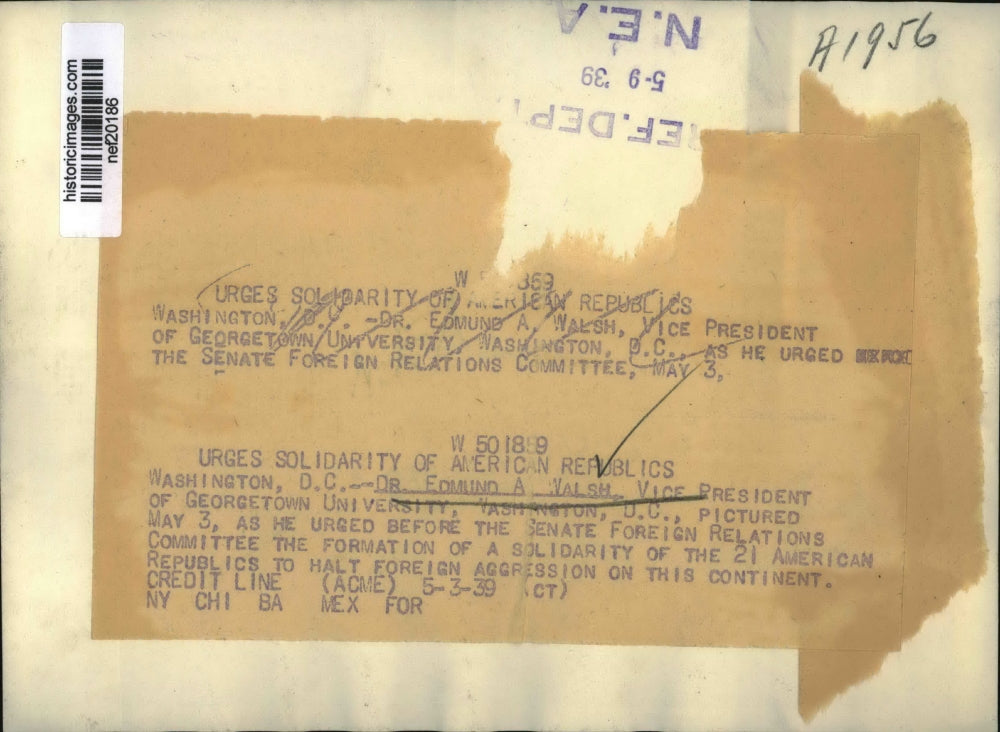 historicimages.com
nef20186
N.E.A
5-9 '39
REF.DEPT
A1956
W 859
URGES SOLIDARITY OF AMERICAN REPUBLICS
WASHINGTON, D.C. -DR. EDMUND A. WALSH, VICE PRESIDENT
OF GEORGETOWN UNIVERSITY, WASHINGTON, D.C., AS HE URGED
THE SENATE FOREIGN RELATIONS COMMITTEE, MAY 3,
W 501859
URGES SOLIDARITY OF AMERICAN REPUBLICS
WASHINGTON, D.C.--DR. EDMUND A. WALSH, VICE PRESIDENT
OF GEORGETOWN UNIVERSITY, WASHINGTON, D.C., PICTURED
MAY 3, AS HE URGED BEFORE THE SENATE FOREIGN RELATIONS
COMMITTEE THE FORMATION OF A SOLIDARITY OF THE 21 AMERICAN
REPUBLICS TO HALT FOREIGN AGGRESSION ON THIS CONTINENT.
CREDIT LINE (ACME) 5-3-39 (CT)
NY CHI BA MEX FOR